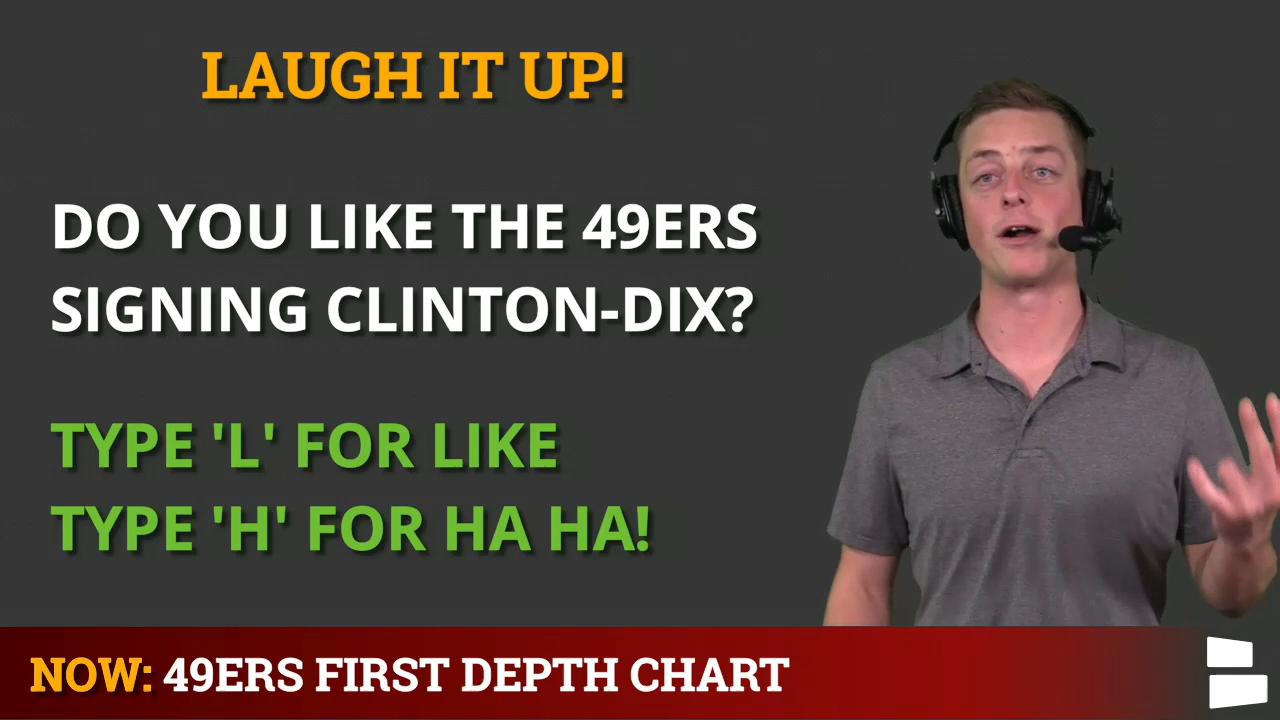 LAUGH IT UP!
DO YOU LIKE THE 49ERS
SIGNING CLINTON-DIX?
TYPE 'L' FOR LIKE
TYPE 'H' FOR HA HA!
NOW: 49ERS FIRST DEPTH CHART